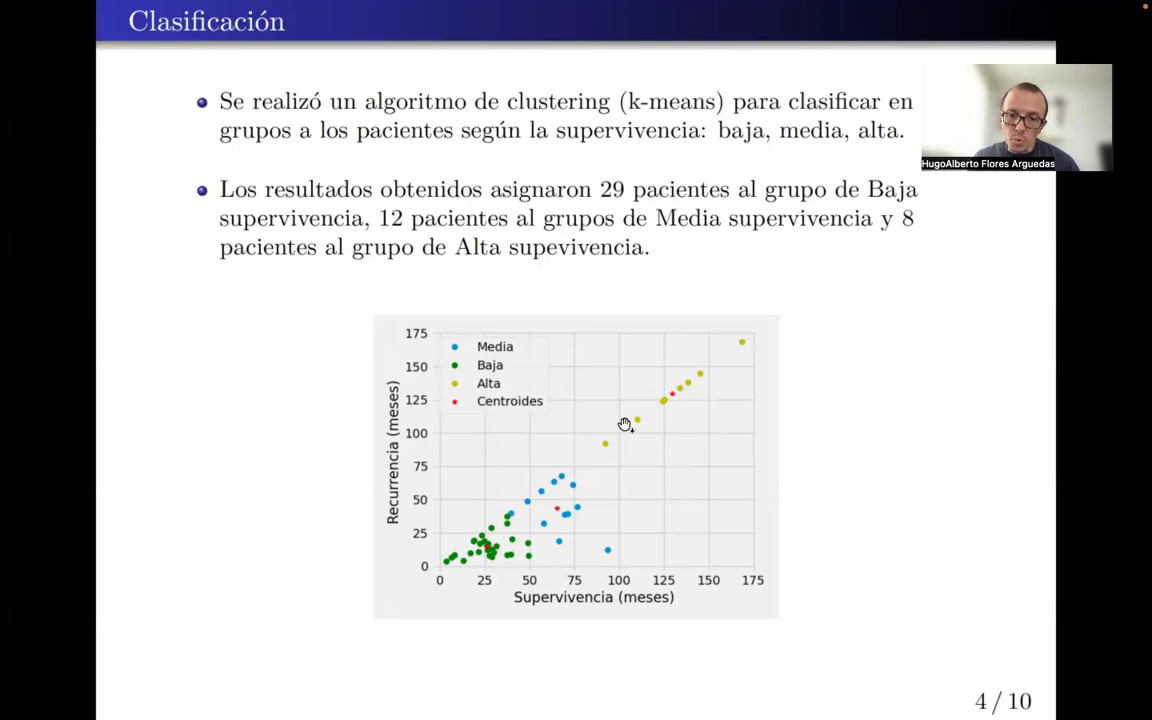 Clasificación
Se realizó un algoritmo de clustering (k-means) para clasificar en
grupos a los pacientes según la supervivencia: baja, media, alta.
HugoAlberto Flores Arguedas
Los resultados obtenidos asignaron 29 pacientes al grupo de Baja
supervivencia, 12 pacientes al grupos de Media supervivencia y 8
pacientes al grupo de Alta supevivencia.
175
150
125
100
75
50
25
0
Recurrencia (meses)
Media
Baja
Alta
Centroides
0 25 50 75 100 125 150 175
Supervivencia (meses)
4 / 10